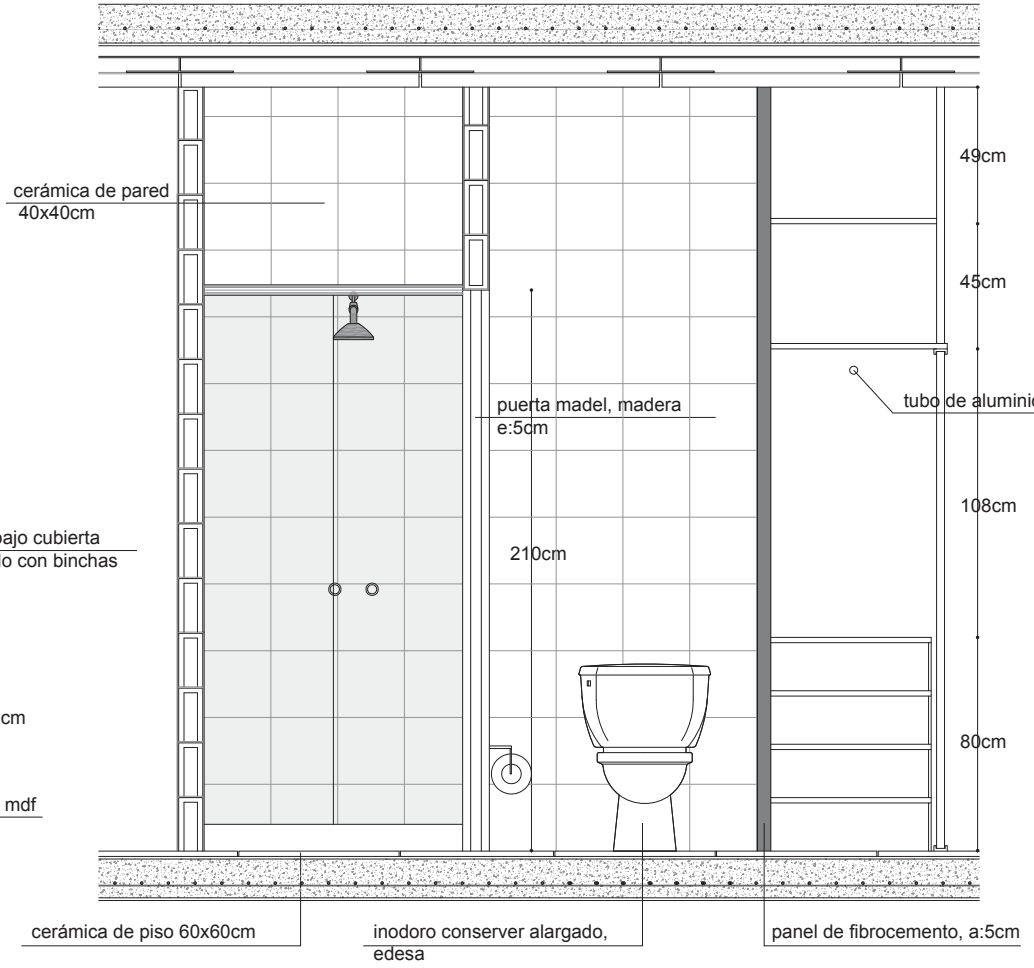 49cm
cerámica de pared
40x40cm
45cm
puerta madel, madera
e:5cm
tubo de aluminio
108cm
bajo cubierta
con binchas
210cm
cm
80cm
mdf
cerámica de piso 60x60cm
inodoro conserver alargado,
edesa
panel de fibrocemento, a:5cm